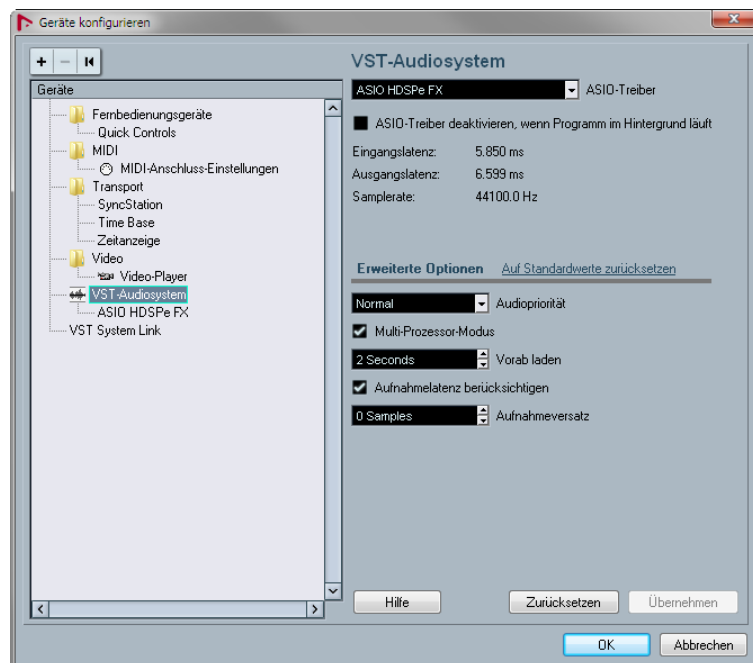 Geräte konfigurieren
Geräte
Fernbedienungsgeräte
Quick Controls
MIDI
MIDI-Anschluss-Einstellungen
Transport
SyncStation
Time Base
Zeitanzeige
Video
Video-Player
VST-Audiosystem
ASIO HDSPe FX
VST System Link
VST-Audiosystem
ASIO HDSPe FX ASIO-Treiber
ASIO-Treiber deaktivieren, wenn Programm im Hintergrund läuft
Eingangslatenz: 5.850 ms
Ausgangslatenz: 6.599 ms
Samplerate: 44100.0 Hz
Erweiterte Optionen Auf Standardwerte zurücksetzen
Normal Audiopriorität
Multi-Prozessor-Modus
2 Seconds Vorab laden
Aufnahmelatenz berücksichtigen
0 Samples Aufnahmeversatz
Hilfe Zurücksetzen Übernehmen
OK Abbrechen